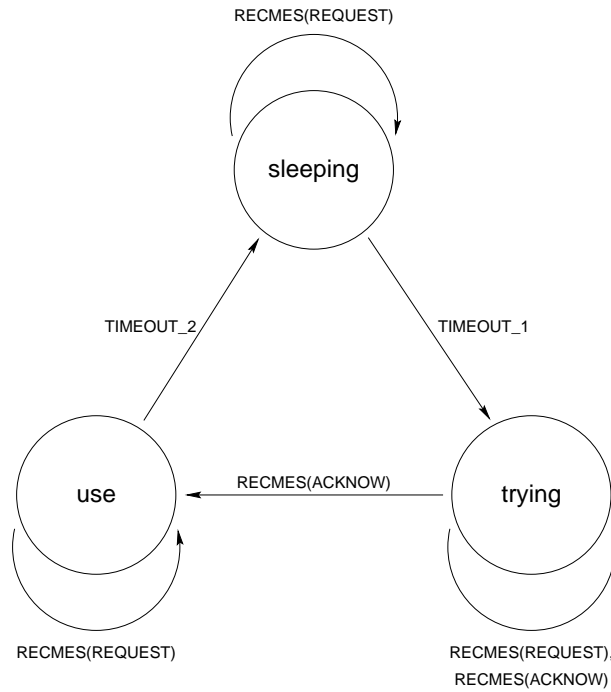 RECMES(REQUEST)
sleeping
TIMEOUT_2
TIMEOUT_1
RECMES(ACKNOW)
use
trying
RECMES(REQUEST)
RECMES(REQUEST),
RECMES(ACKNOW)